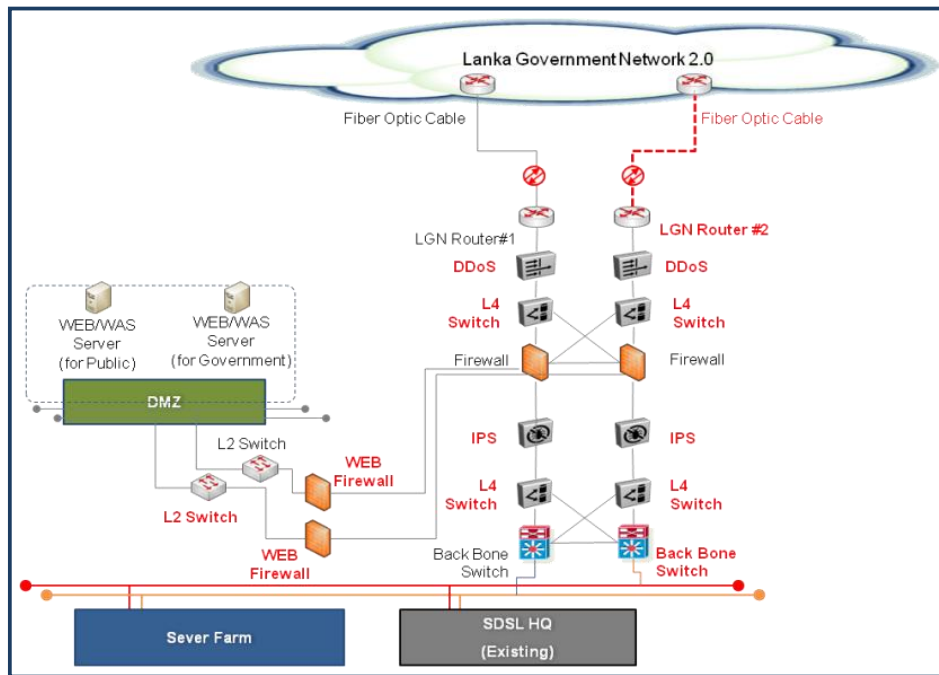 Lanka Government Network 2.0
Fiber Optic Cable
Fiber Optic Cable
LGN Router#1
LGN Router #2
DDoS
DDoS
L4
Switch
L4
Switch
WEB/WAS
Server
(for Public)
WEB/WAS
Server
(for Government)
Firewall
Firewall
DMZ
IPS
IPS
L2 Switch
WEB
Firewall
L2 Switch
L4
Switch
L4
Switch
WEB
Firewall
Back Bone
Switch
Back Bone
Switch
Sever Farm
SDSL HQ
(Existing)